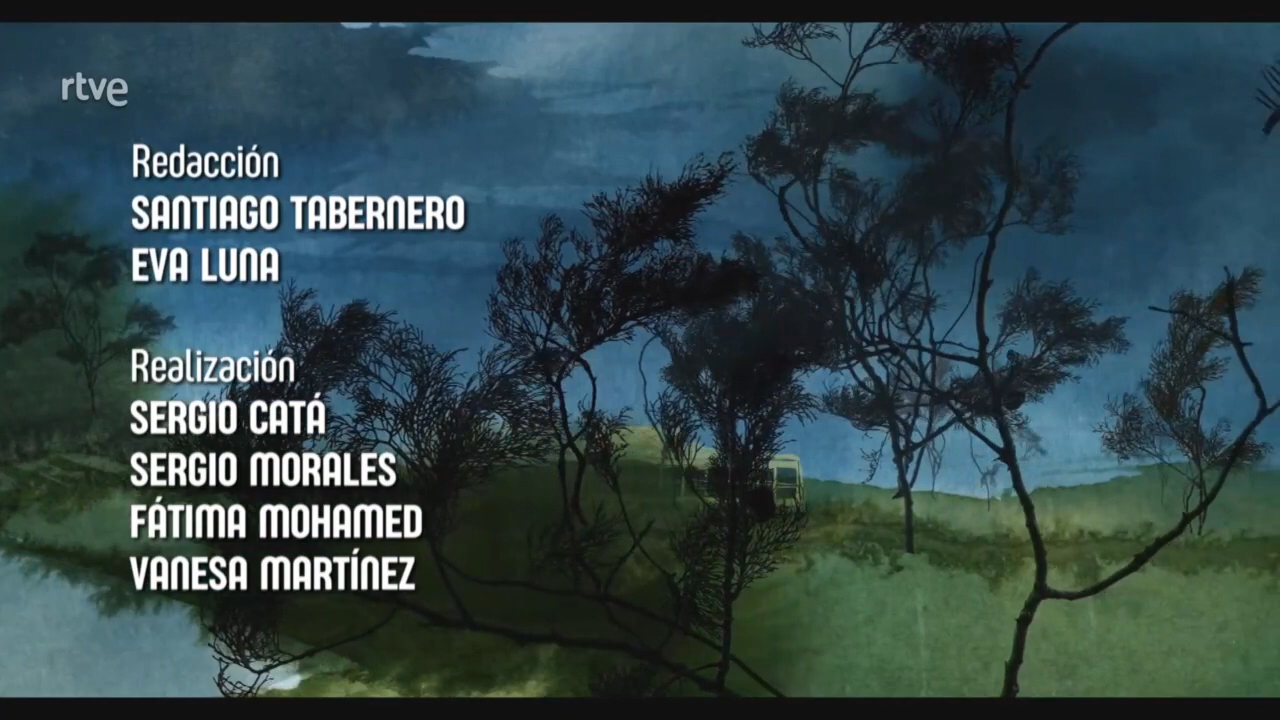 rtve
Redacción
SANTIAGO TABERNERO
EVA LUNA
Realización
SERGIO CATÁ
SERGIO MORALES
FÁTIMA MOHAMED
VANESA MARTÍNEZ